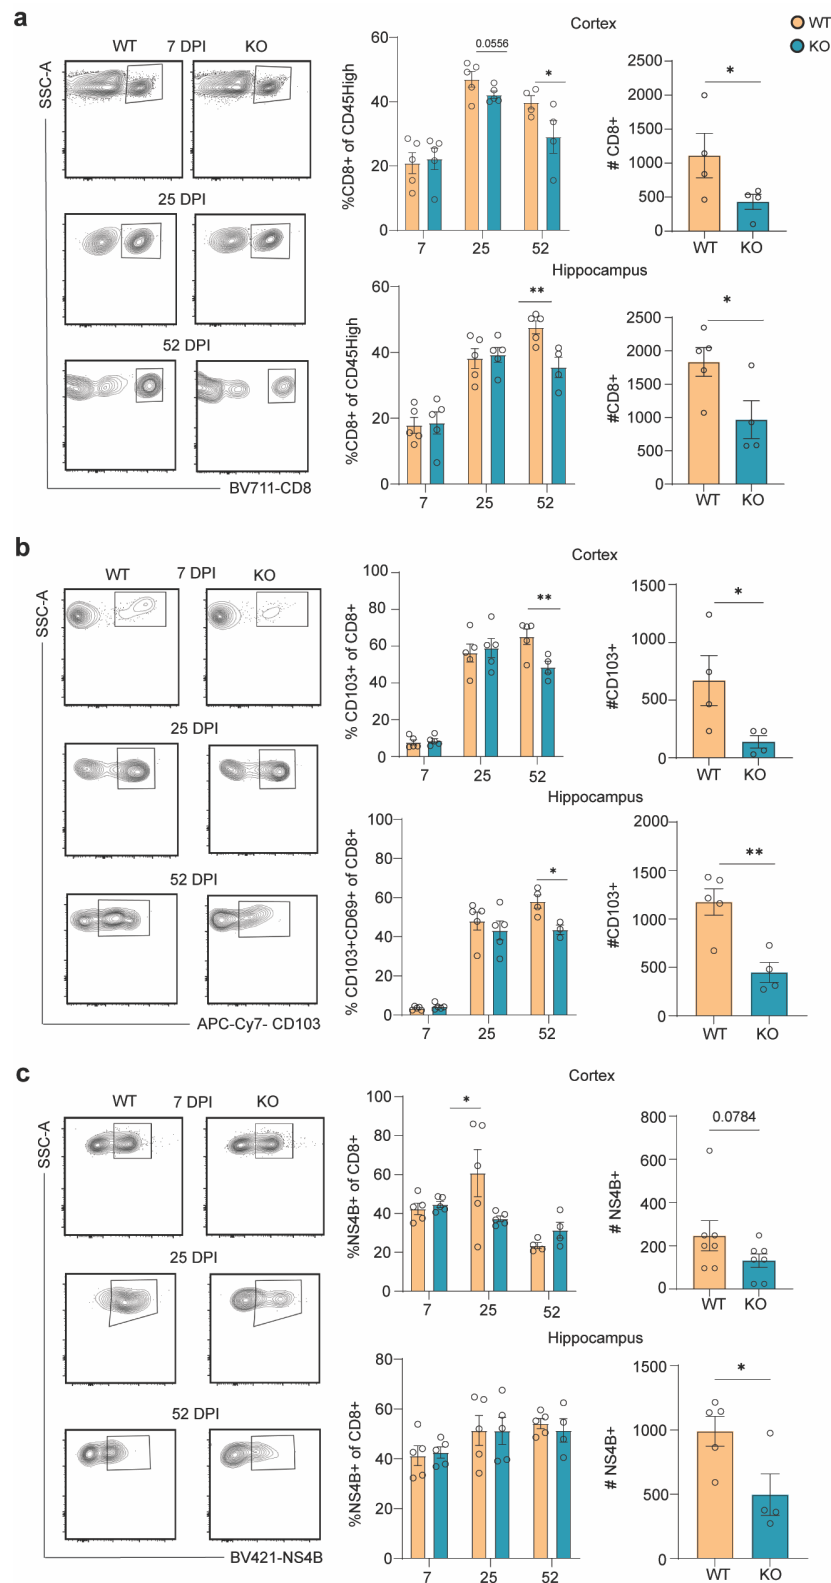 a
WT 7 DPI KO
SSC-A
25 DPI
52 DPI
BV711-CD8
Cortex
WT
KO
%CD8+ of CD45High
60
40
20
0
0.0556
*
7 25 52
# CD8+
2500
2000
1500
1000
500
0
*
WT KO
Hippocampus
%CD8+ of CD45High
60
40
20
0
**
7 25 52
#CD8+
2500
2000
1500
1000
500
0
*
WT KO
b
WT 7 DPI KO
SSC-A
25 DPI
52 DPI
APC-Cy7- CD103
Cortex
% CD103+ of CD8+
100
80
60
40
20
0
**
7 25 52
#CD103+
1500
1000
500
0
*
WT KO
Hippocampus
% CD103+CD69+ of CD8+
100
80
60
40
20
0
*
7 25 52
#CD103+
2000
1500
1000
500
0
**
WT KO
c
WT 7 DPI KO
SSC-A
25 DPI
52 DPI
BV421-NS4B
Cortex
%NS4B+ of CD8+
100
80
60
40
20
0
*
7 25 52
# NS4B+
800
600
400
200
0
0.0784
WT KO
Hippocampus
%NS4B+ of CD8+
80
60
40
20
0
7 25 52
# NS4B+
1500
1000
500
0
*
WT KO